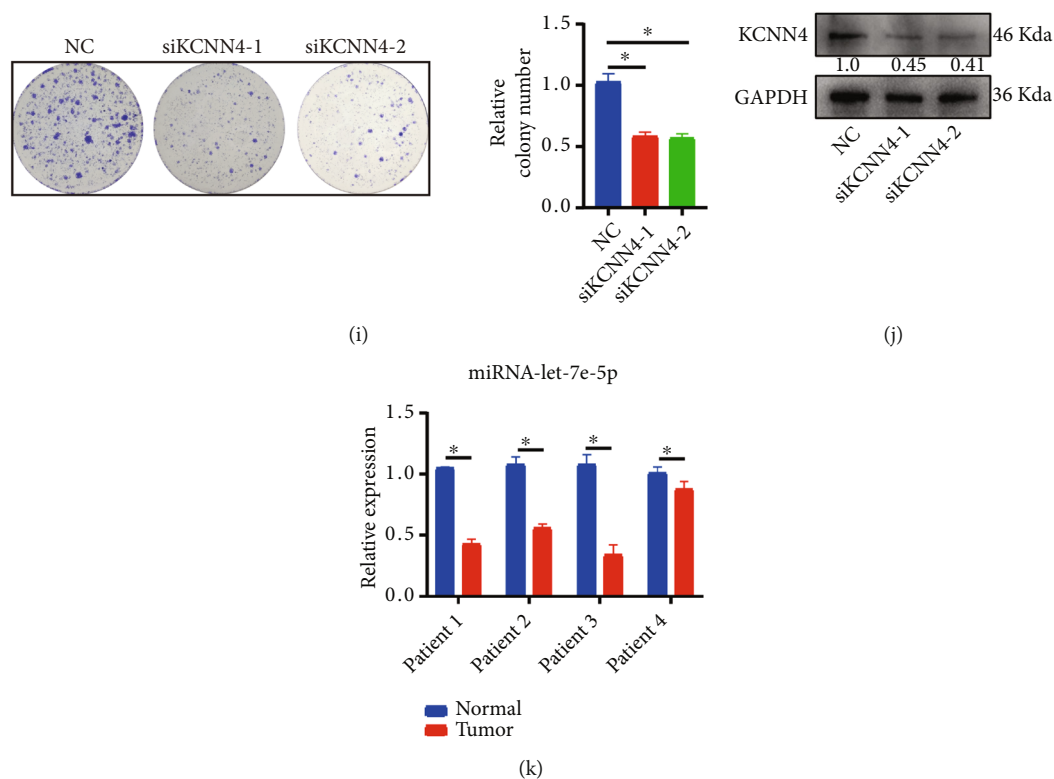 NC siKCNN4-1 siKCNN4-2
Relative
colony number
1.5
1.0
0.5
0.0
*
*
NC
siKCNN4-1
siKCNN4-2
(i)
KCNN4 46 Kda
1.0 0.45 0.41
GAPDH 36 Kda
NC
siKCNN4-1
siKCNN4-2
(j)
miRNA-let-7e-5p
Relative expression
1.5
1.0
0.5
0.0
* * * *
Patient 1
Patient 2
Patient 3
Patient 4
Normal
Tumor
(k)